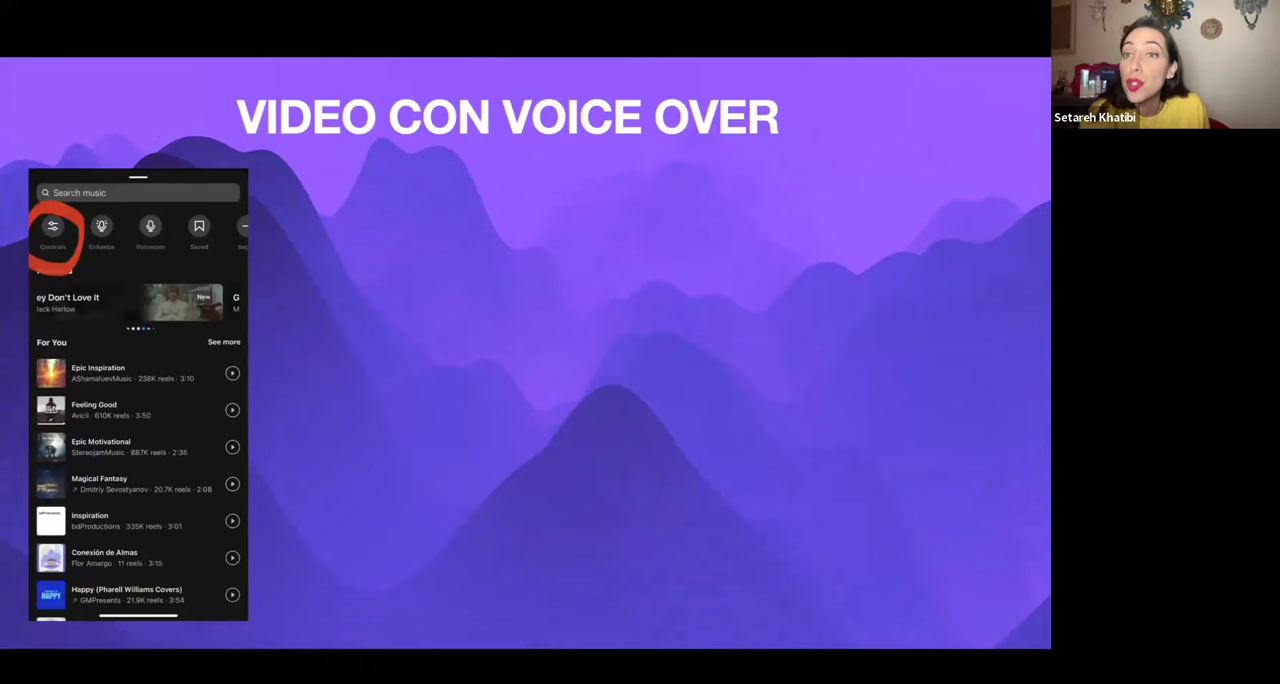 VIDEO CON VOICE OVER
Setareh Khatibi
Search music
Controls
Enhance
Voiceover
Saved
ey Don't Love It
New
G
Jack Harlow
M
For You
See more
Epic Inspiration
AShamaluevMusic · 238K reels · 3:10
Feeling Good
Avicii · 610K reels · 3:50
Epic Motivational
StereojamMusic · 887K reels · 2:36
Magical Fantasy
↗ Dmitriy Sevostyanov · 20.7K reels · 2:08
Inspiration
bdProductions · 335K reels · 3:01
Conexión de Almas
Flor Amargo · 11 reels · 3:15
Happy (Pharell Williams Covers)
↗ GMPresents · 21.9K reels · 3:54